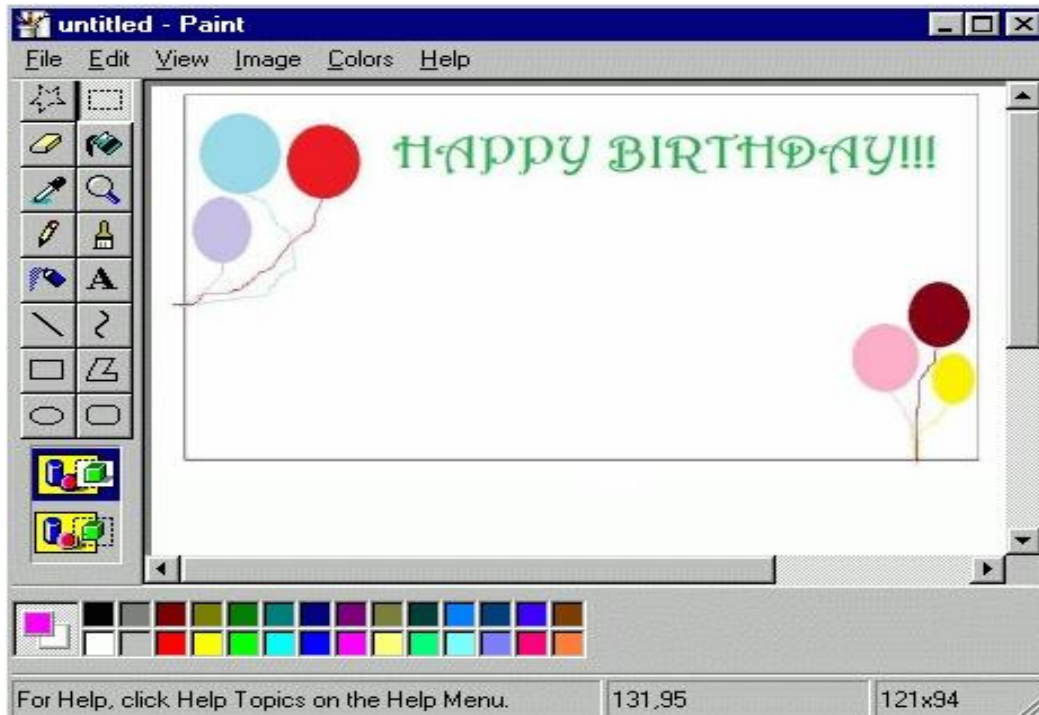 untitled - Paint
File Edit View Image Colors Help
HAPPY BIRTHDAY!!!
A
For Help, click Help Topics on the Help Menu.
131,95
121x94